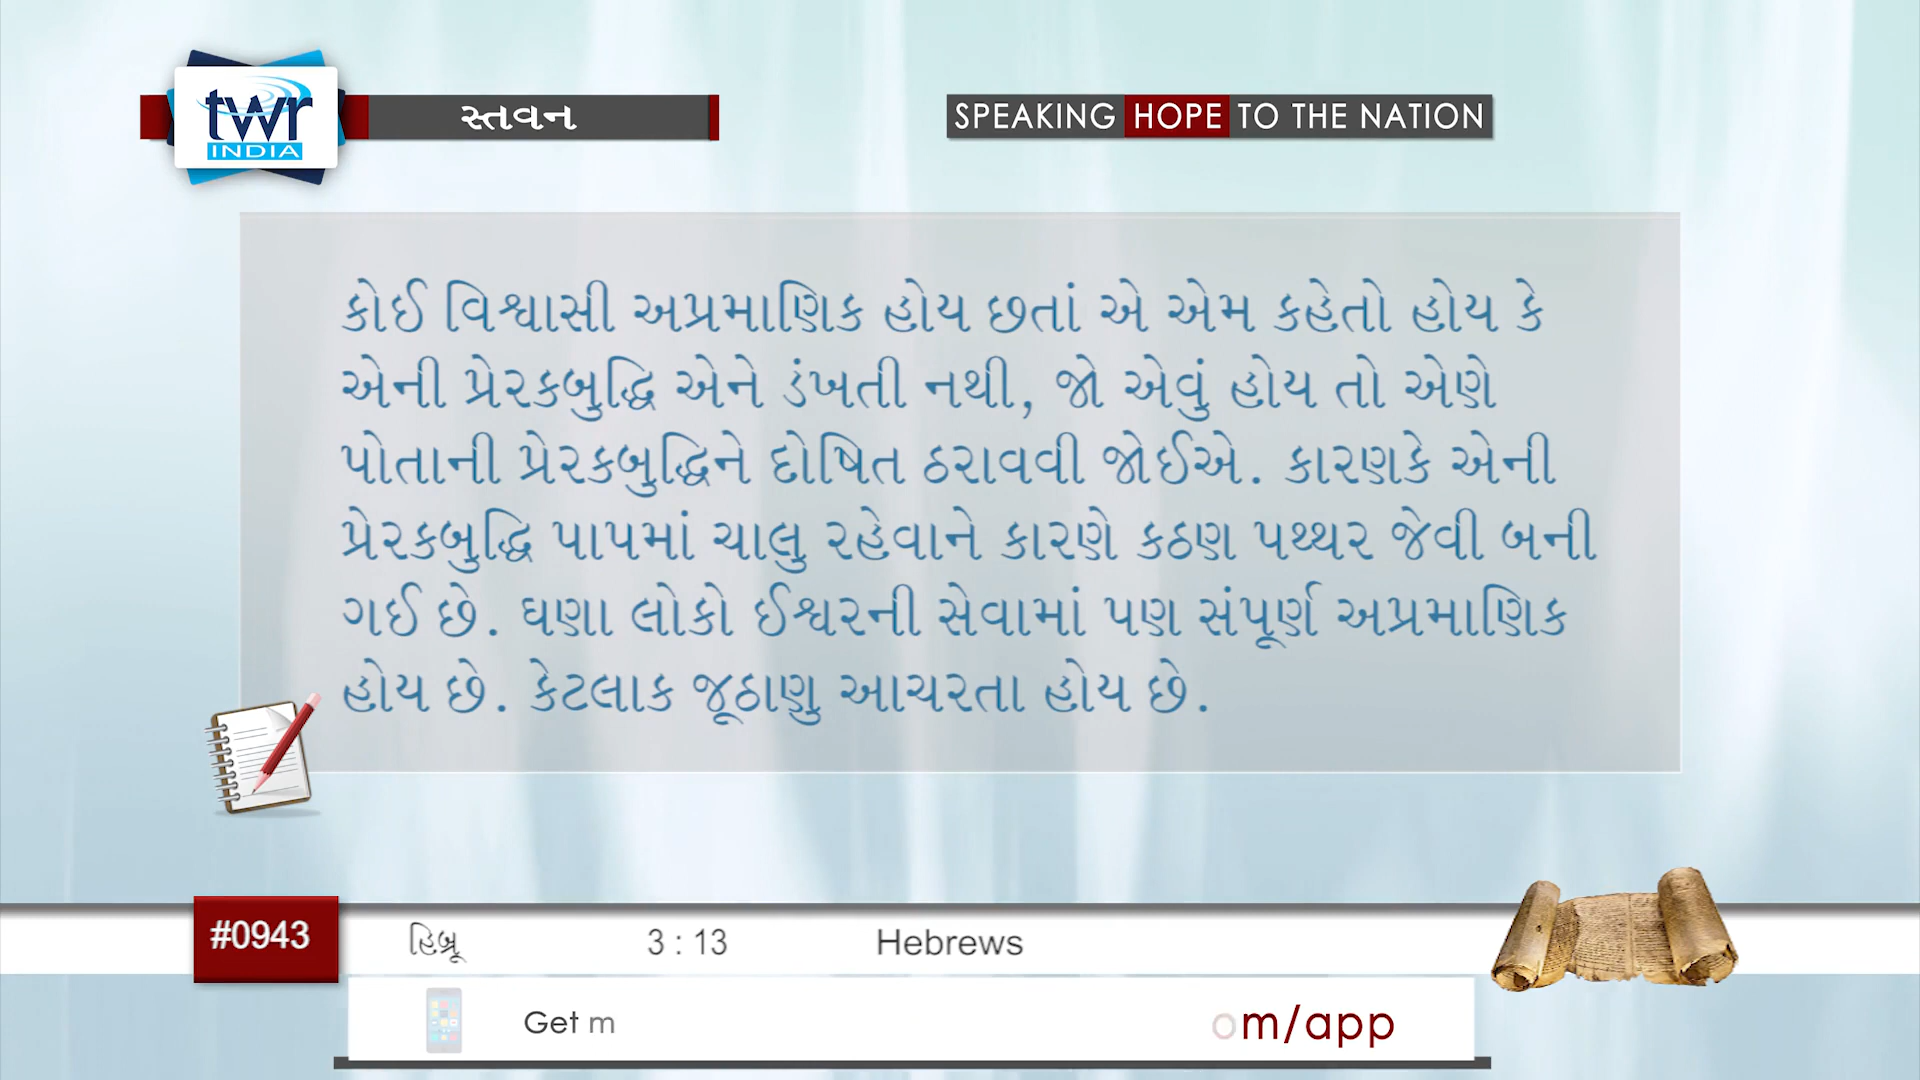 twr
INDIA
સ્તવન
SPEAKING HOPE TO THE NATION
કોઈ વિશ્વાસી અપ્રમાણિક હોય છતાં એ એમ કહેતો હોય કે
એની પ્રેરકબુદ્ધિ એને ડંખતી નથી, જો એવું હોય તો એણે
પોતાની પ્રેરકબુદ્ધિને દોષિત ઠરાવવી જોઈએ. કારણકે એની
પ્રેરકબુદ્ધિ પાપમાં ચાલુ રહેવાને કારણે કઠણ પથ્થર જેવી બની
ગઈ છે. ઘણા લોકો ઈશ્વરની સેવામાં પણ સંપૂર્ણ અપ્રમાણિક
હોય છે. કેટલાક જૂઠાણુ આચરતા હોય છે.
#0943 હિબ્રૂ 3 : 13 Hebrews
Get m om/app